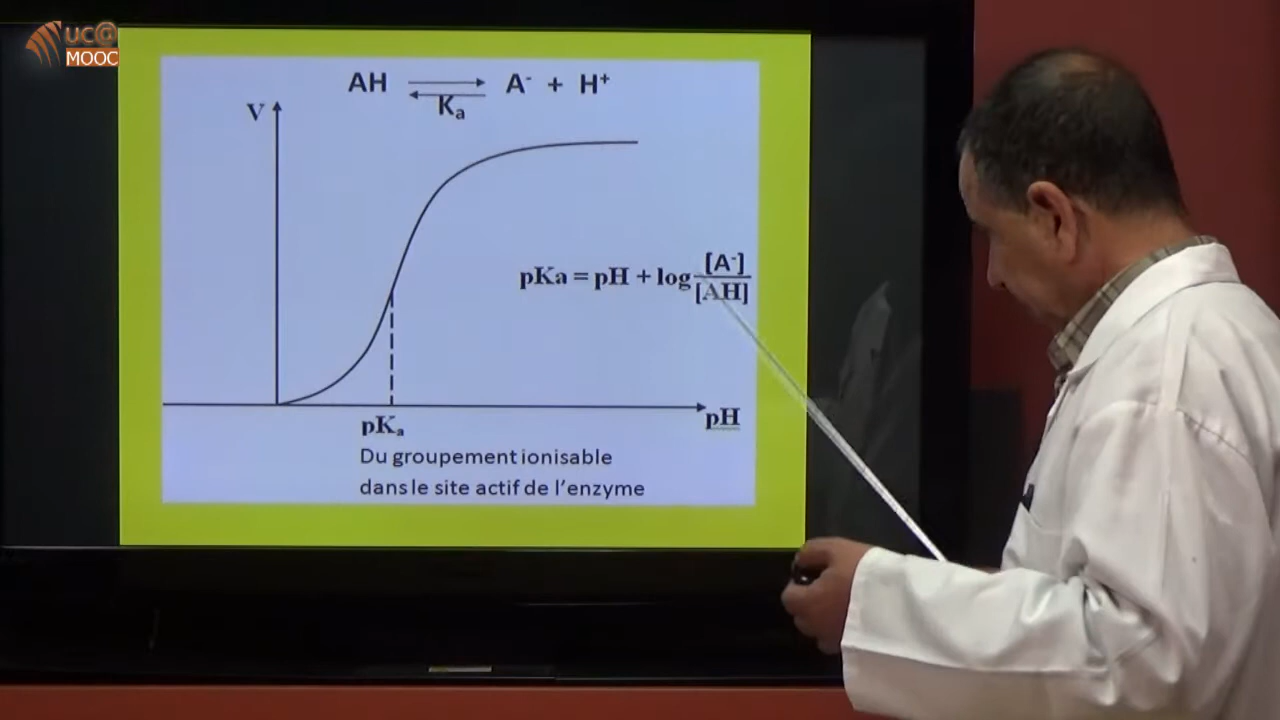 UC@
MOOC
AH ⇌ A⁻ + H⁺
Kₐ
V
pKa = pH + log [A⁻]
[AH]
pKₐ
pH
Du groupement ionisable
dans le site actif de l'enzyme